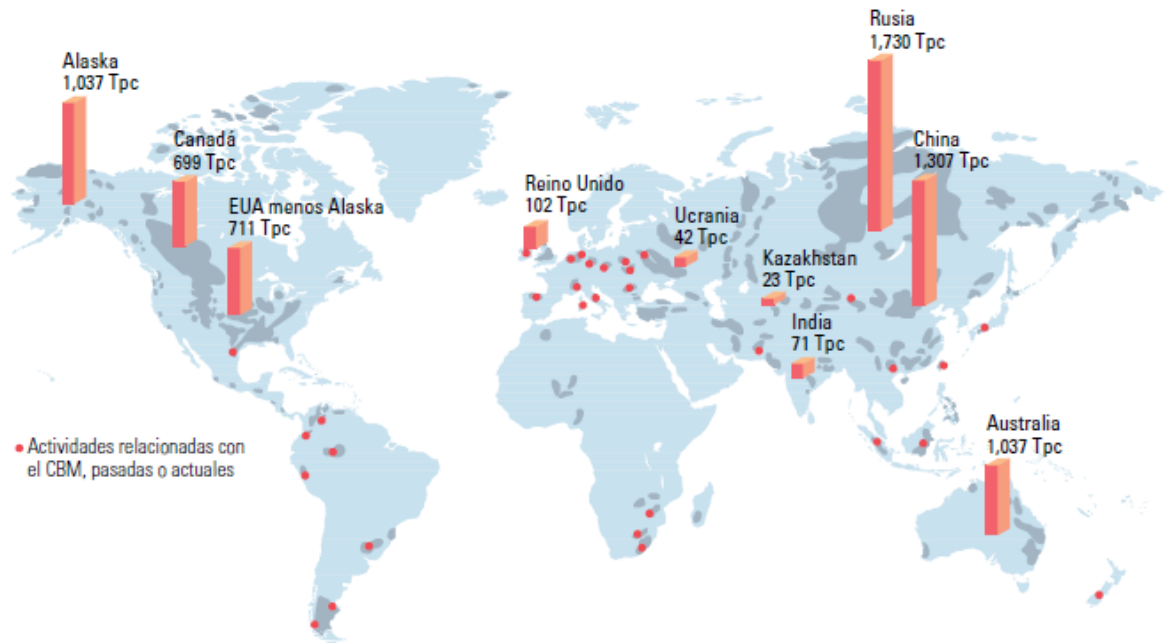 Alaska
1,037 Tpc
Canadá
699 Tpc
EUA menos Alaska
711 Tpc
Reino Unido
102 Tpc
Ucrania
42 Tpc
Kazakhstan
23 Tpc
India
71 Tpc
Rusia
1,730 Tpc
China
1,307 Tpc
Australia
1,037 Tpc
Actividades relacionadas con
el CBM, pasadas o actuales